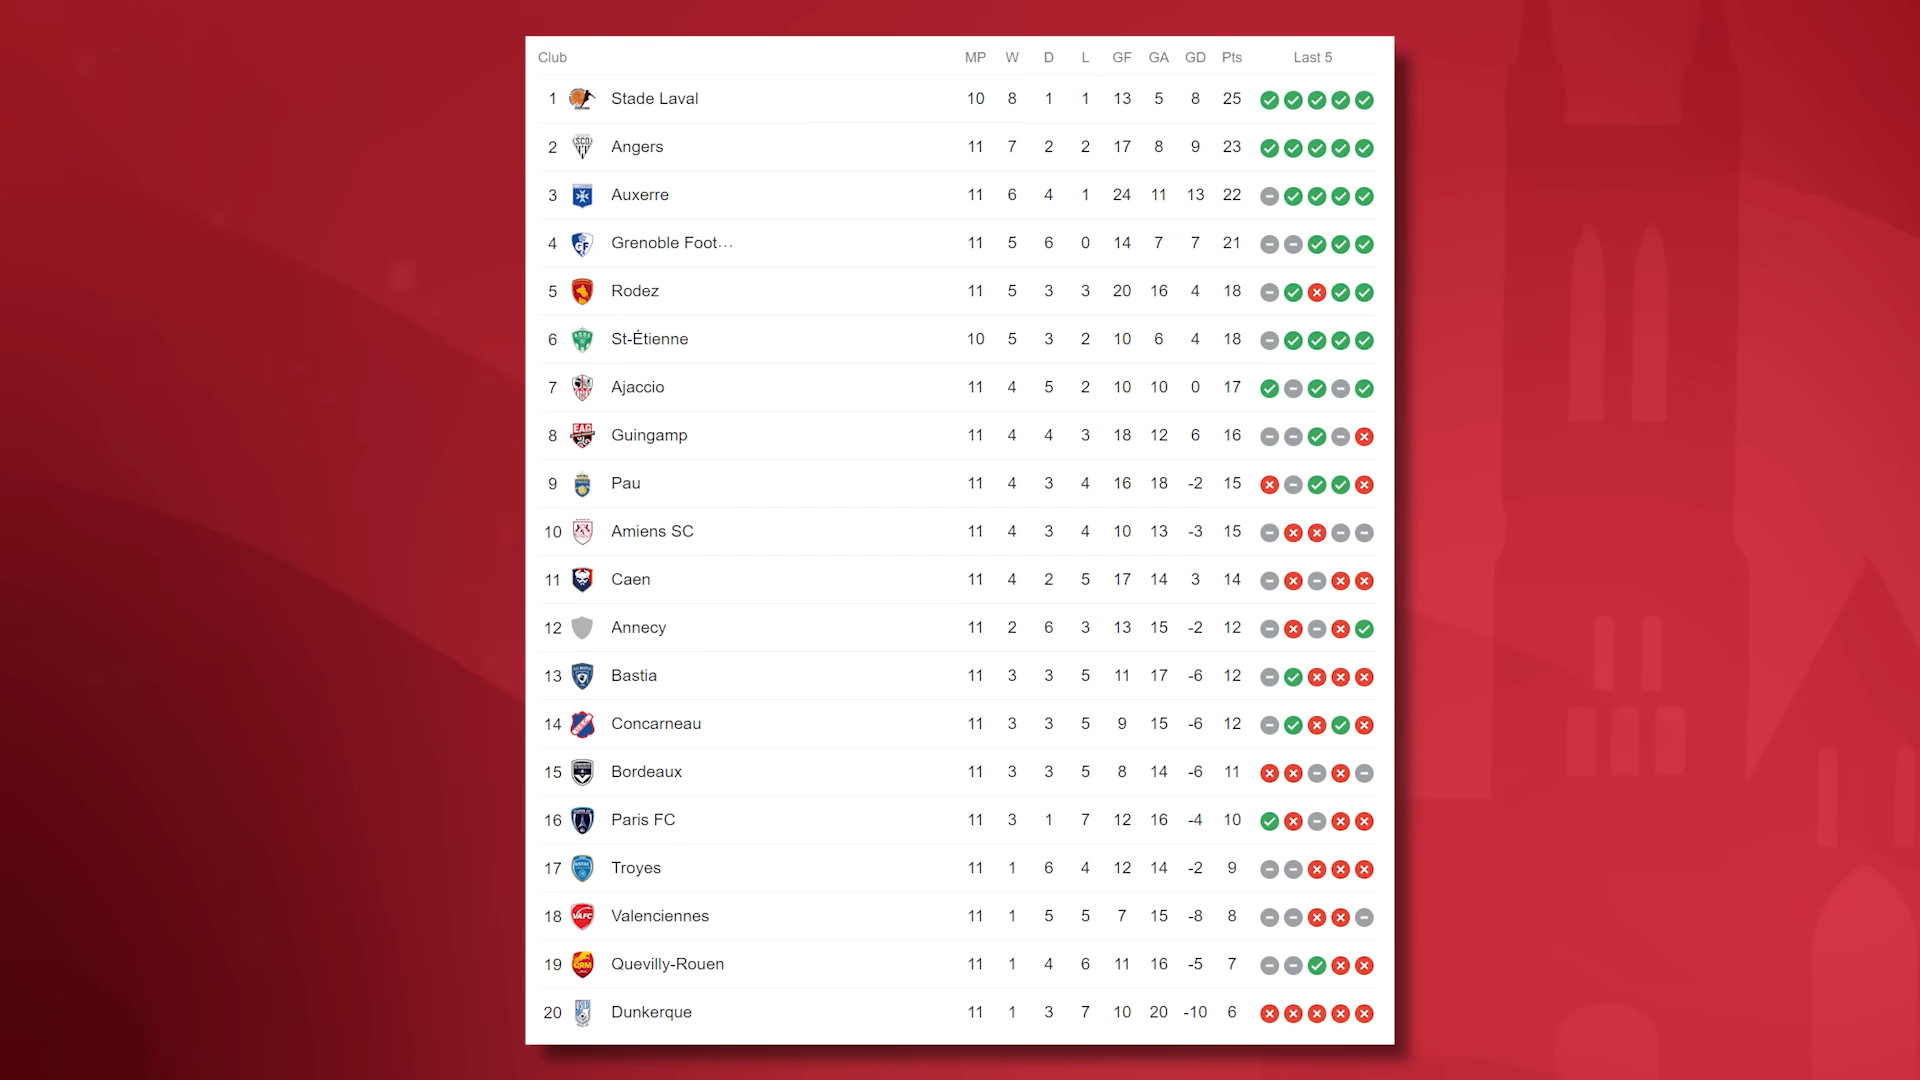 Club MP W D L GF GA GD Pts Last 5
1 Stade Laval 10 8 1 1 13 5 8 25
2 Angers 11 7 2 2 17 8 9 23
3 Auxerre 11 6 4 1 24 11 13 22
4 Grenoble Foot... 11 5 6 0 14 7 7 21
5 Rodez 11 5 3 3 20 16 4 18
6 St-Étienne 10 5 3 2 10 6 4 18
7 Ajaccio 11 4 5 2 10 10 0 17
8 EAG Guingamp 11 4 4 3 18 12 6 16
9 Pau 11 4 3 4 16 18 -2 15
10 Amiens SC 11 4 3 4 10 13 -3 15
11 Caen 11 4 2 5 17 14 3 14
12 Annecy 11 2 6 3 13 15 -2 12
13 Bastia 11 3 3 5 11 17 -6 12
14 Concarneau 11 3 3 5 9 15 -6 12
15 Bordeaux 11 3 3 5 8 14 -6 11
16 Paris FC 11 3 1 7 12 16 -4 10
17 Troyes 11 1 6 4 12 14 -2 9
18 VAFC Valenciennes 11 1 5 5 7 15 -8 8
19 QRM Quevilly-Rouen 11 1 4 6 11 16 -5 7
20 Dunkerque 11 1 3 7 10 20 -10 6